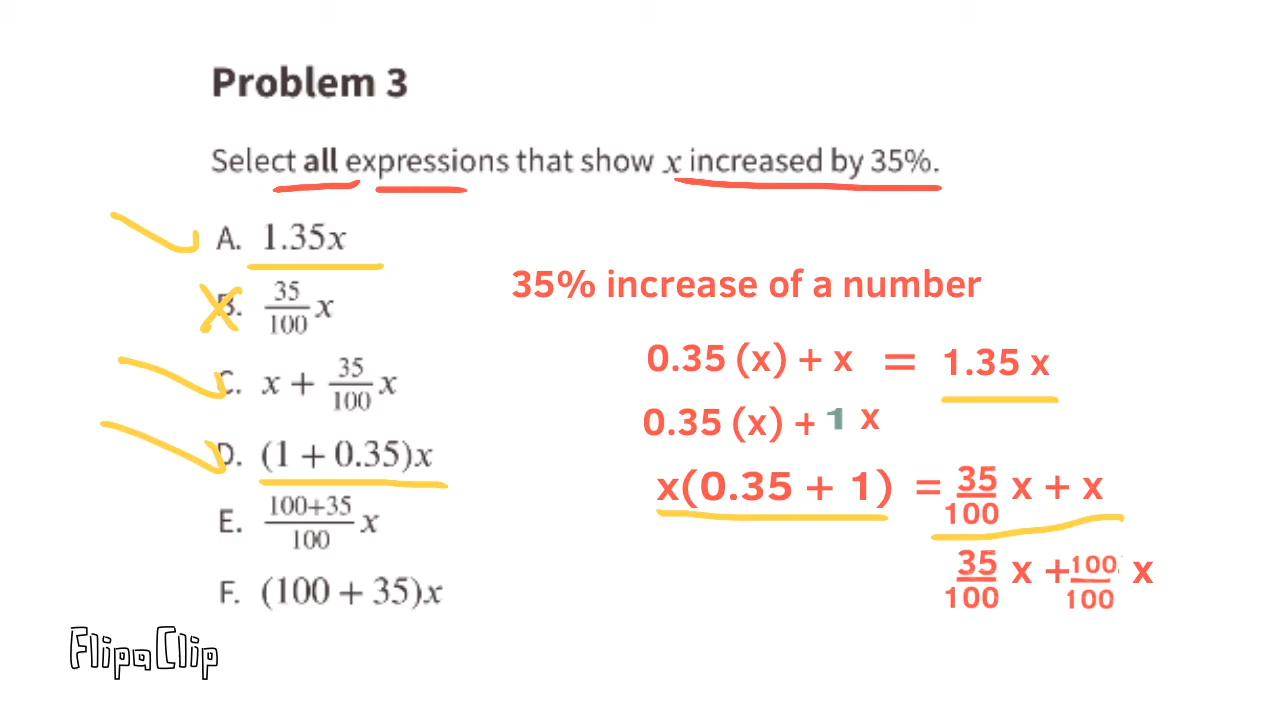 Problem 3
Select all expressions that show x increased by 35%.
A. 1.35x
B. 35/100 x
C. x + 35/100 x
D. (1 + 0.35)x
E. 100+35/100 x
F. (100 + 35)x
35% increase of a number
0.35 (x) + x = 1.35 x
0.35 (x) + 1 x
x(0.35 + 1) = 35/100 x + x
35/100 x + 100/100 x
FlipaClip